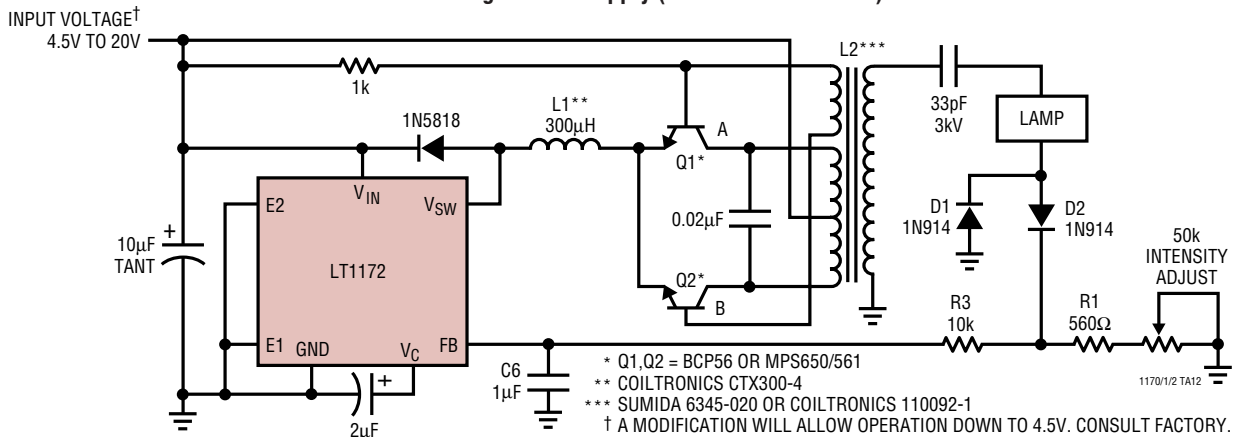 INPUT VOLTAGE†
4.5V TO 20V
1k
1N5818
L1**
300µH
A
Q1*
L2***
33pF
3kV
LAMP
D1
1N914
D2
1N914
0.02µF
Q2*
B
E2
VIN
VSW
LT1172
10µF
TANT
+
E1
GND
VC
FB
+
2µF
C6
1µF
R3
10k
R1
560Ω
50k
INTENSITY
ADJUST
* Q1,Q2 = BCP56 OR MPS650/561
** COILTRONICS CTX300-4
*** SUMIDA 6345-020 OR COILTRONICS 110092-1
† A MODIFICATION WILL ALLOW OPERATION DOWN TO 4.5V. CONSULT FACTORY.
1170/1/2 TA12